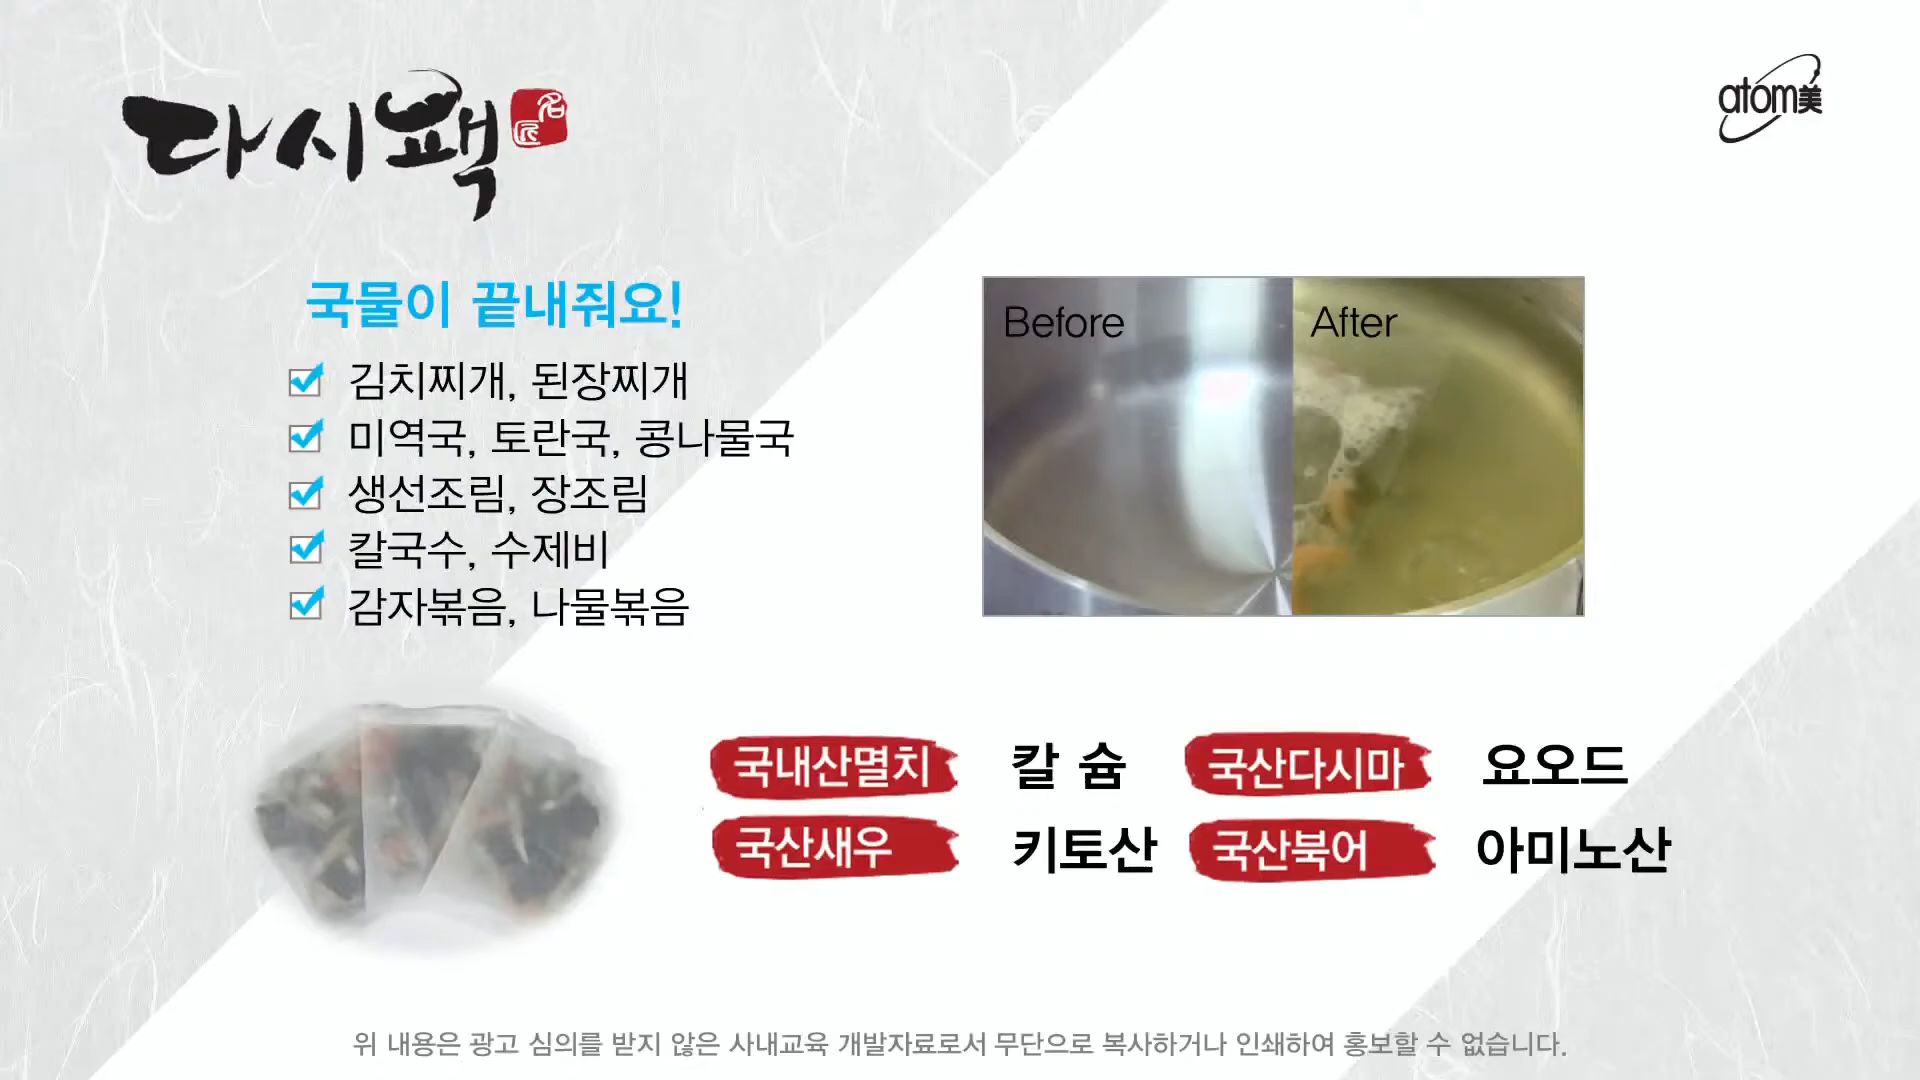 다시팩
名匠
atom美
국물이 끝내줘요!
김치찌개, 된장찌개
미역국, 토란국, 콩나물국
생선조림, 장조림
칼국수, 수제비
감자볶음, 나물볶음
Before
After
국내산멸치 칼 슘 국산다시마 요오드
국산새우 키토산 국산북어 아미노산
위 내용은 광고 심의를 받지 않은 사내교육 개발자료로서 무단으로 복사하거나 인쇄하여 홍보할 수 없습니다.